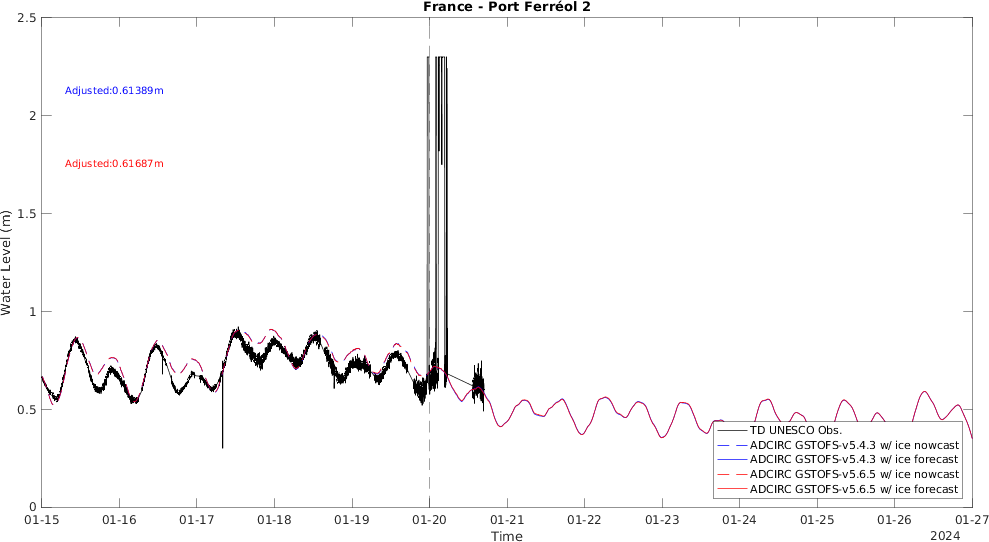 France - Port Ferréol 2
2.5
2
1.5
1
0.5
0
Water Level (m)
Adjusted:0.61389m
Adjusted:0.61687m
TD UNESCO Obs.
ADCIRC GSTOFS-v5.4.3 w/ ice nowcast
ADCIRC GSTOFS-v5.4.3 w/ ice forecast
ADCIRC GSTOFS-v5.6.5 w/ ice nowcast
ADCIRC GSTOFS-v5.6.5 w/ ice forecast
01-15 01-16 01-17 01-18 01-19 01-20 01-21 01-22 01-23 01-24 01-25 01-26 01-27
Time
2024